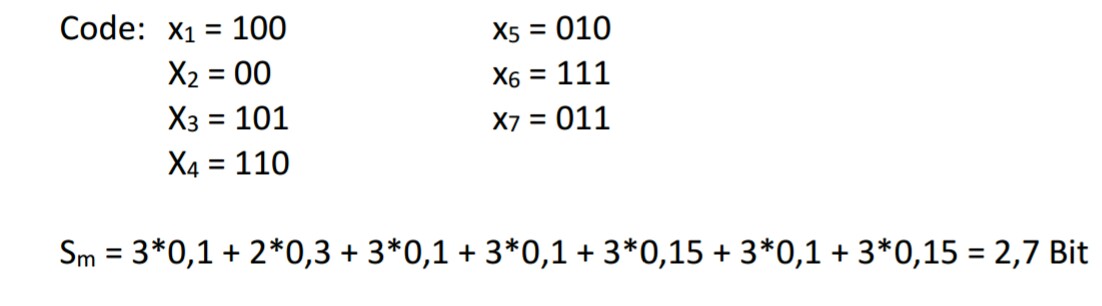 Code: x₁ = 100 x₅ = 010
X₂ = 00 x₆ = 111
X₃ = 101 x₇ = 011
X₄ = 110
Sₘ = 3*0,1 + 2*0,3 + 3*0,1 + 3*0,1 + 3*0,15 + 3*0,1 + 3*0,15 = 2,7 Bit